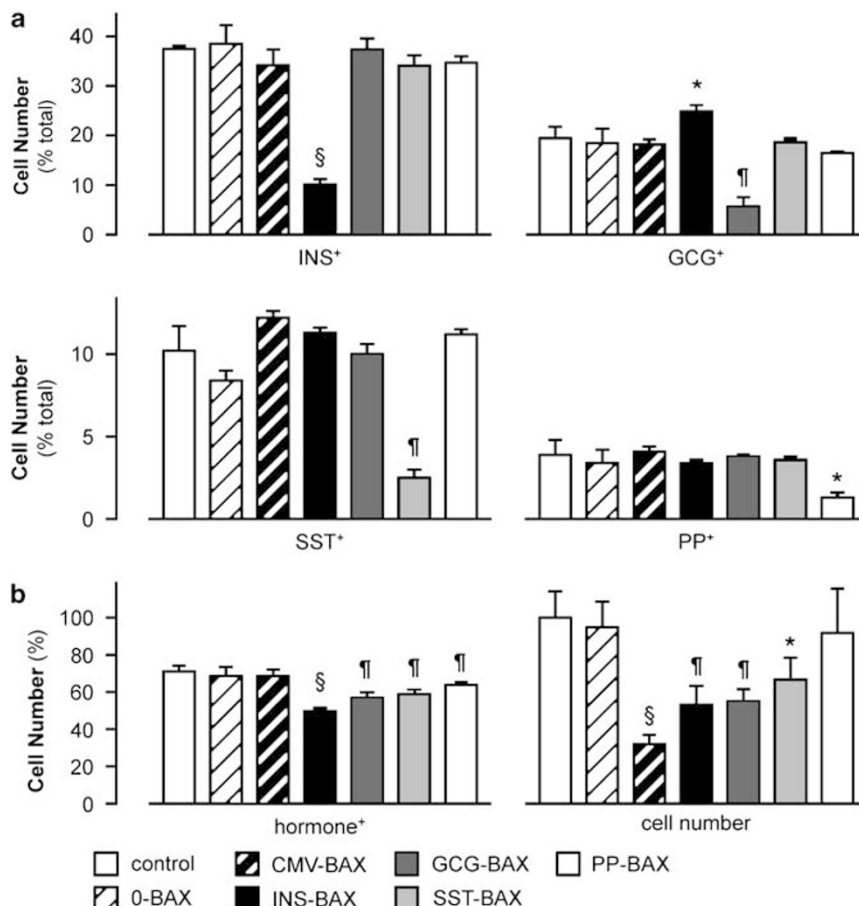 a
Cell Number
(% total)
40
30
20
10
0
§
INS⁺
*
¶
GCG⁺
Cell Number
(% total)
10
5
0
¶
SST⁺
*
PP⁺
b
Cell Number (%)
100
80
60
40
20
0
§ ¶ ¶ ¶
hormone⁺
§ ¶ ¶ *
cell number
control CMV-BAX GCG-BAX PP-BAX
0-BAX INS-BAX SST-BAX